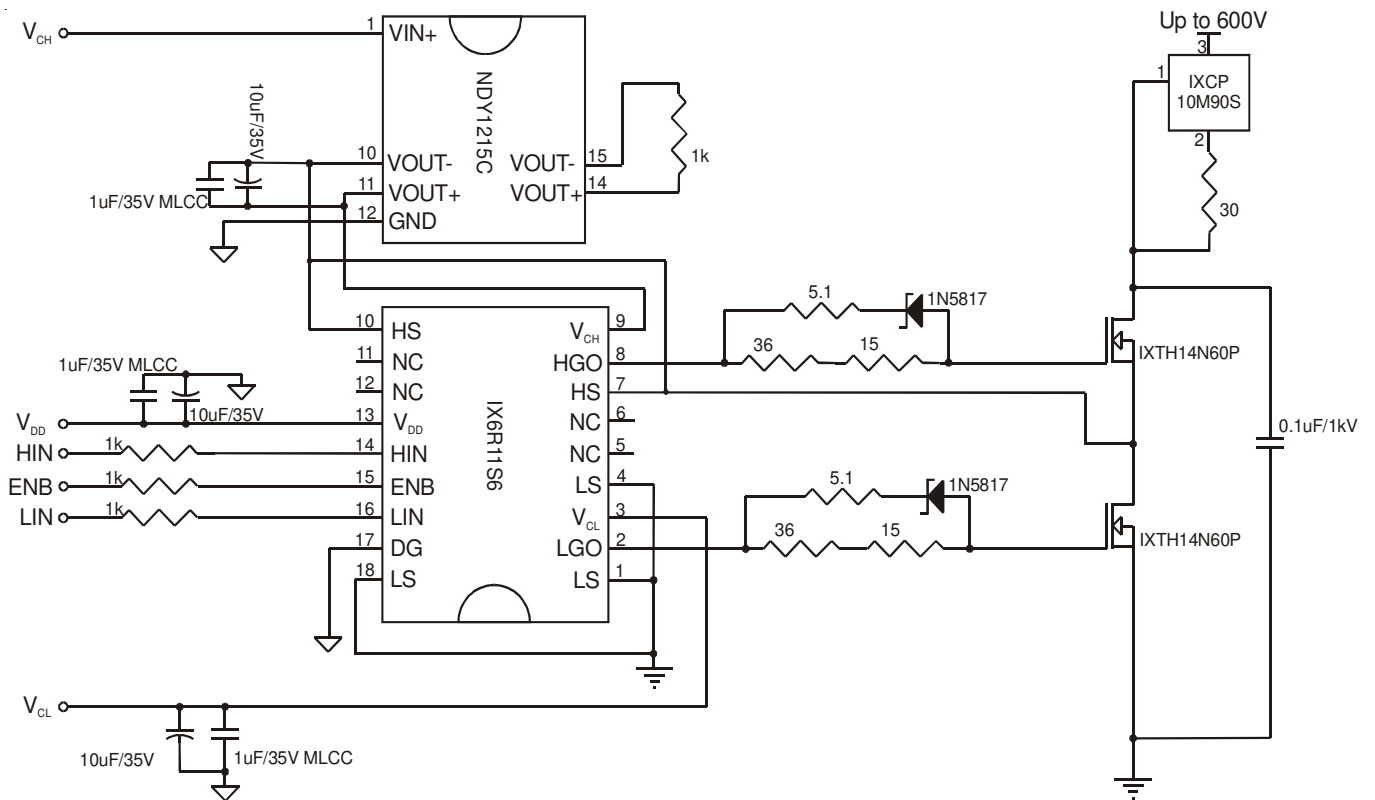 Up to 600V
V_CH
1
VIN+
3
1
IXCP
10M90S
2
30
10uF/35V
NDY1215C
10
VOUT-
VOUT-
15
1k
11
VOUT+
VOUT+
14
1uF/35V MLCC
12
GND
5.1
1N5817
10
HS
V_CH
9
36
15
IXTH14N60P
1uF/35V MLCC
11
NC
HGO
8
12
NC
HS
7
10uF/35V
V_DD
13
V_DD
IX6R11S6
NC
6
0.1uF/1kV
HIN
1k
14
HIN
NC
5
ENB
1k
15
ENB
LS
4
5.1
1N5817
LIN
1k
16
LIN
V_CL
3
36
15
IXTH14N60P
17
DG
LGO
2
18
LS
LS
1
V_CL
10uF/35V
1uF/35V MLCC